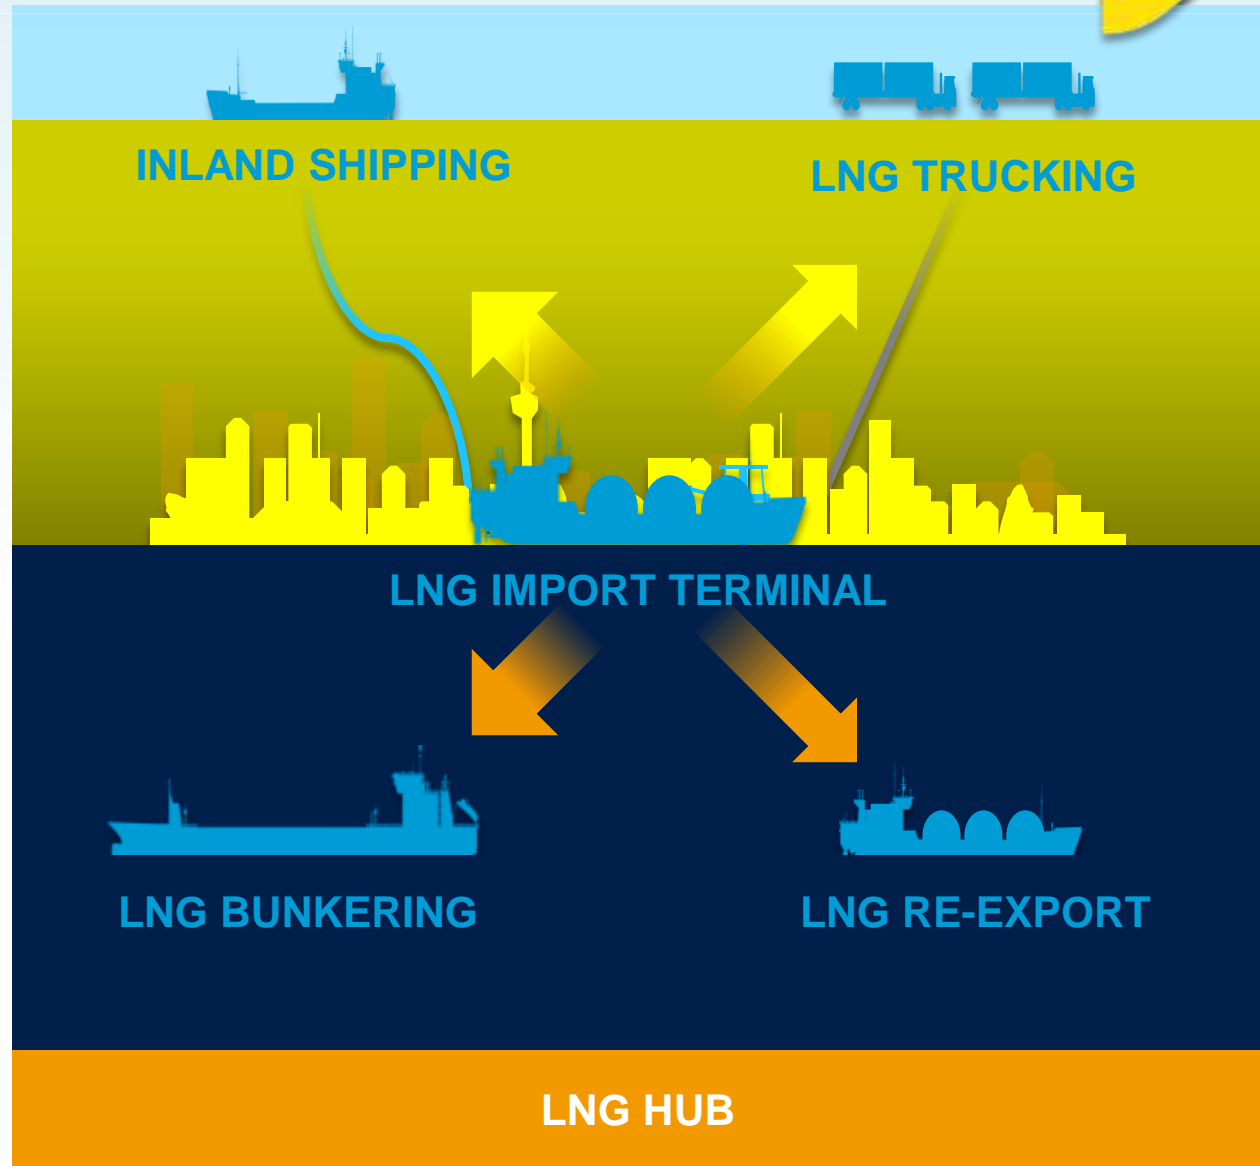 INLAND SHIPPING
LNG TRUCKING
LNG IMPORT TERMINAL
LNG BUNKERING
LNG RE-EXPORT
LNG HUB